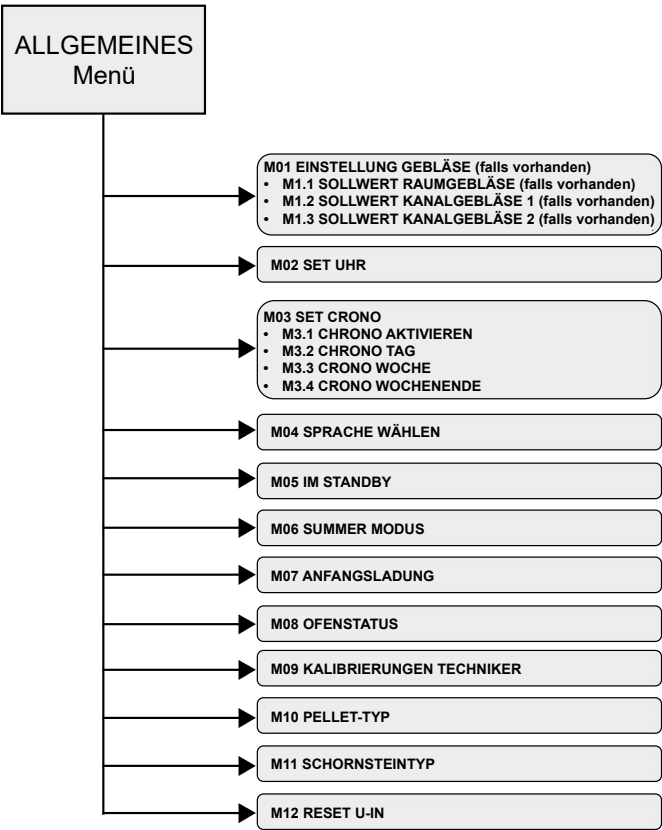 ALLGEMEINES
Menü
M01 EINSTELLUNG GEBLÄSE (falls vorhanden)
• M1.1 SOLLWERT RAUMGEBLÄSE (falls vorhanden)
• M1.2 SOLLWERT KANALGEBLÄSE 1 (falls vorhanden)
• M1.3 SOLLWERT KANALGEBLÄSE 2 (falls vorhanden)
M02 SET UHR
M03 SET CRONO
• M3.1 CHRONO AKTIVIEREN
• M3.2 CHRONO TAG
• M3.3 CRONO WOCHE
• M3.4 CRONO WOCHENENDE
M04 SPRACHE WÄHLEN
M05 IM STANDBY
M06 SUMMER MODUS
M07 ANFANGSLADUNG
M08 OFENSTATUS
M09 KALIBRIERUNGEN TECHNIKER
M10 PELLET-TYP
M11 SCHORNSTEINTYP
M12 RESET U-IN